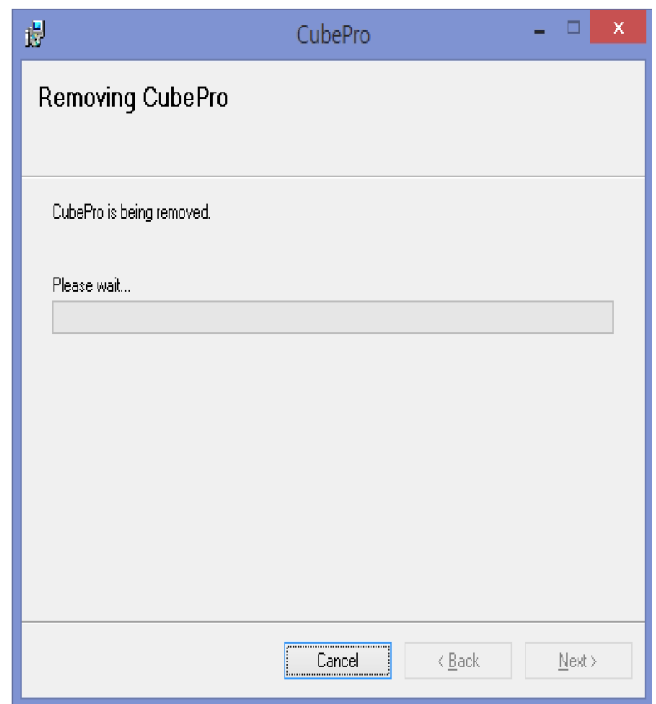 CubePro
Removing CubePro
CubePro is being removed.
Please wait...
Cancel
< Back
Next >